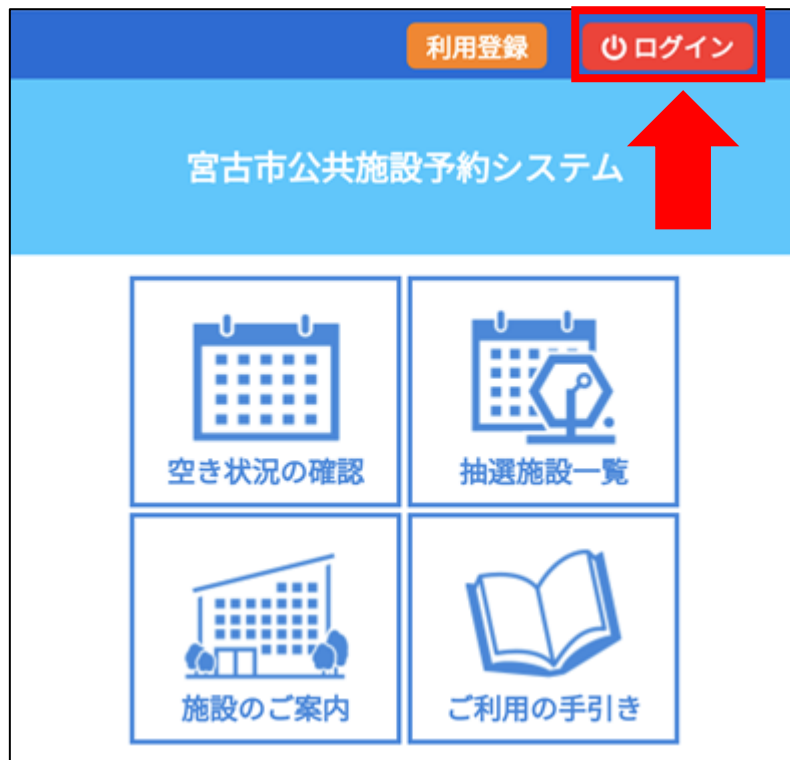 利用登録 ログイン
宮古市公共施設予約システム
空き状況の確認 抽選施設一覧
施設のご案内 ご利用の手引き